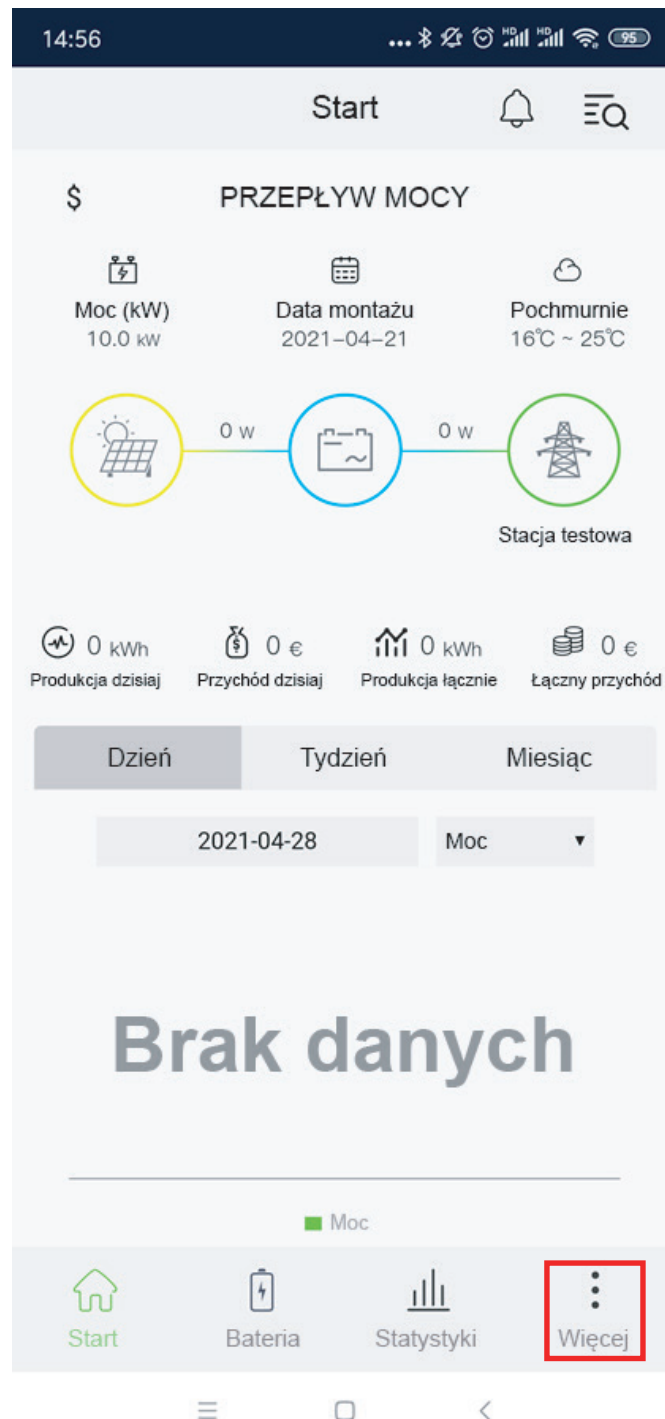 14:56
95
Start
$ PRZEPŁYW MOCY
Moc (kW) Data montażu Pochmurnie
10.0 kW 2021-04-21 16℃ ~ 25℃
0 W 0 W
Stacja testowa
0 kWh 0 € 0 kWh 0 €
Produkcja dzisiaj Przychód dzisiaj Produkcja łącznie Łączny przychód
Dzień Tydzień Miesiąc
2021-04-28 Moc
Brak danych
Moc
Start Bateria Statystyki Więcej